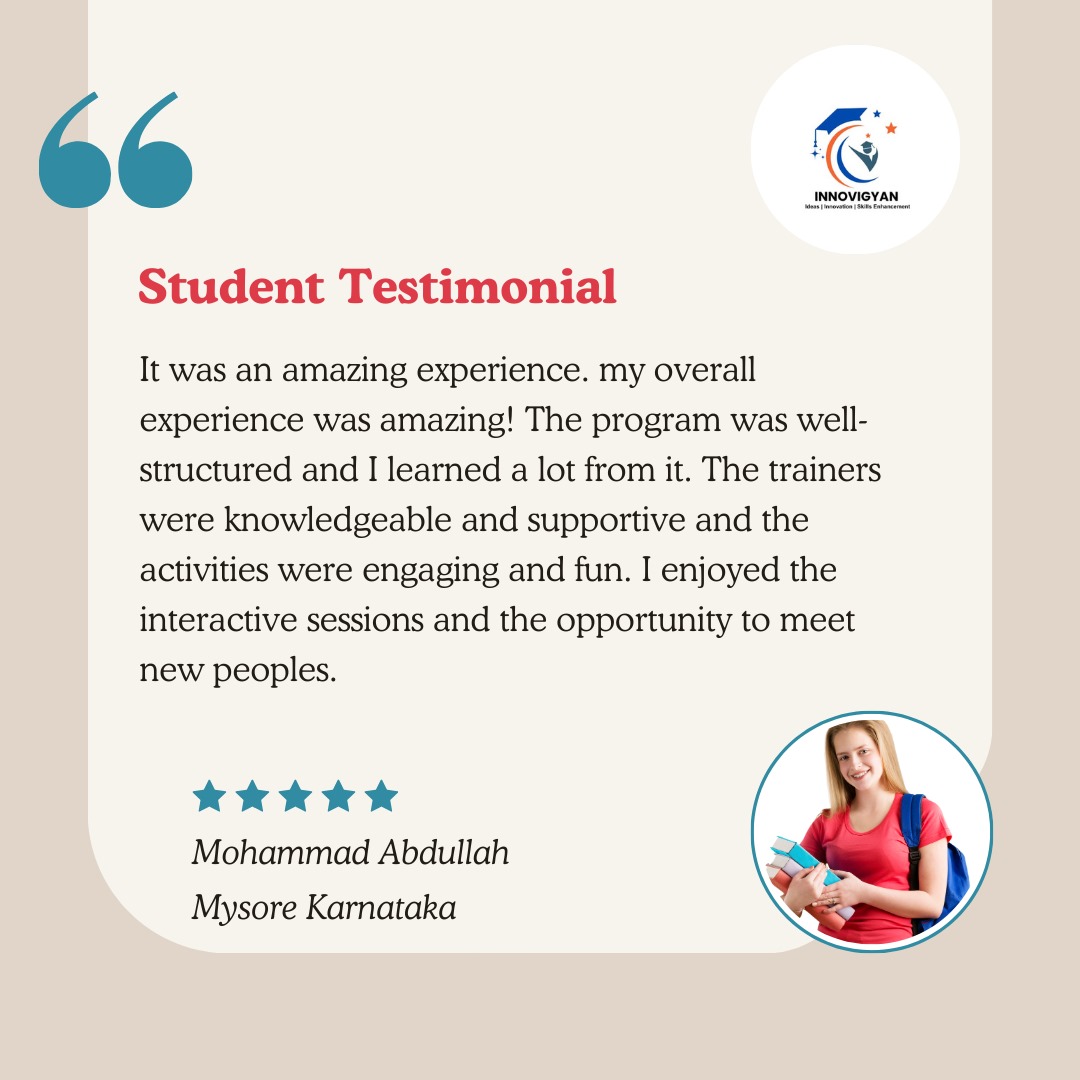 INNOVIGYAN
Ideas | Innovation | Skills Enhancement
Student Testimonial
It was an amazing experience. my overall
experience was amazing! The program was well-
structured and I learned a lot from it. The trainers
were knowledgeable and supportive and the
activities were engaging and fun. I enjoyed the
interactive sessions and the opportunity to meet
new peoples.
Mohammad Abdullah
Mysore Karnataka